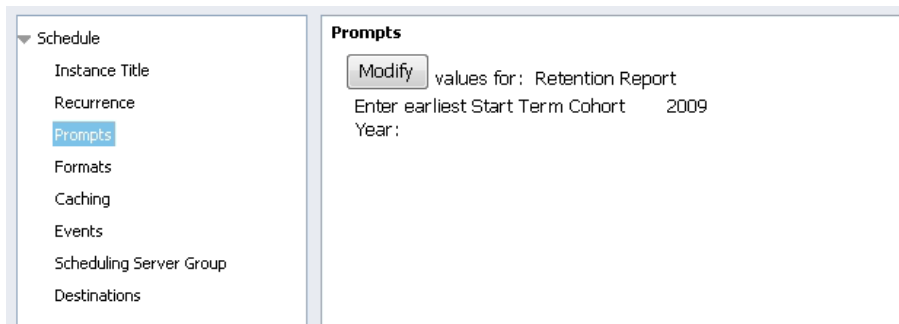 Schedule
Instance Title
Recurrence
Prompts
Formats
Caching
Events
Scheduling Server Group
Destinations
Prompts
Modify values for: Retention Report
Enter earliest Start Term Cohort 2009
Year: